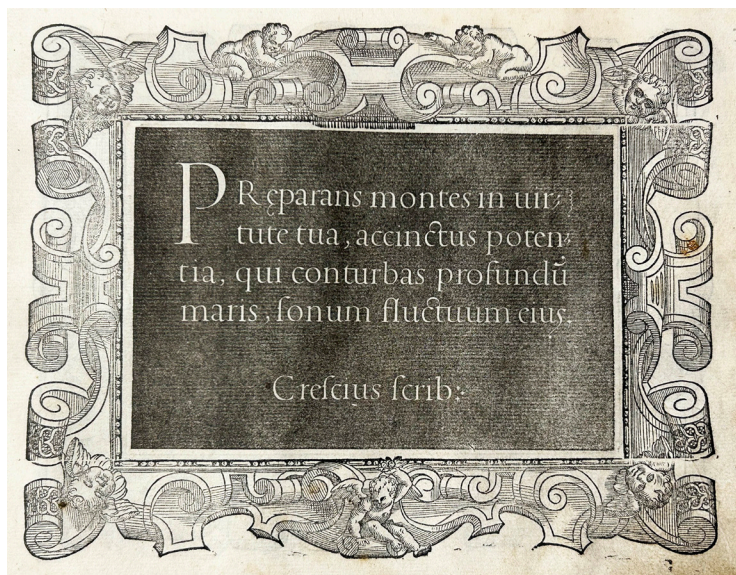 PRęparans montes in uir⸗
tute tua, accinctus poten⸗
tia, qui conturbas profundū
maris, ſonum fluctuum eius.
Creſcius ſcrib:⁓